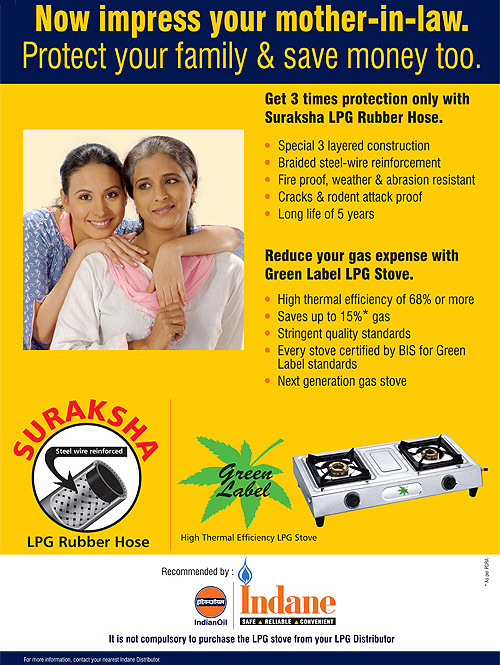 Now impress your mother-in-law.
Protect your family & save money too.
Get 3 times protection only with
Suraksha LPG Rubber Hose.
• Special 3 layered construction
• Braided steel-wire reinforcement
• Fire proof, weather & abrasion resistant
• Cracks & rodent attack proof
• Long life of 5 years
Reduce your gas expense with
Green Label LPG Stove.
• High thermal efficiency of 68% or more
• Saves up to 15%* gas
• Stringent quality standards
• Every stove certified by BIS for Green
Label standards
• Next generation gas stove
SURAKSHA
Steel wire reinforced
LPG Rubber Hose
Green
Label
High Thermal Efficiency LPG Stove
* As per PCRA
Recommended by :
इंडियनऑयल
IndianOil
Indane
SAFE ▲ RELIABLE ▲ CONVENIENT
It is not compulsory to purchase the LPG stove from your LPG Distributor
For more information, contact your nearest Indane Distributor.